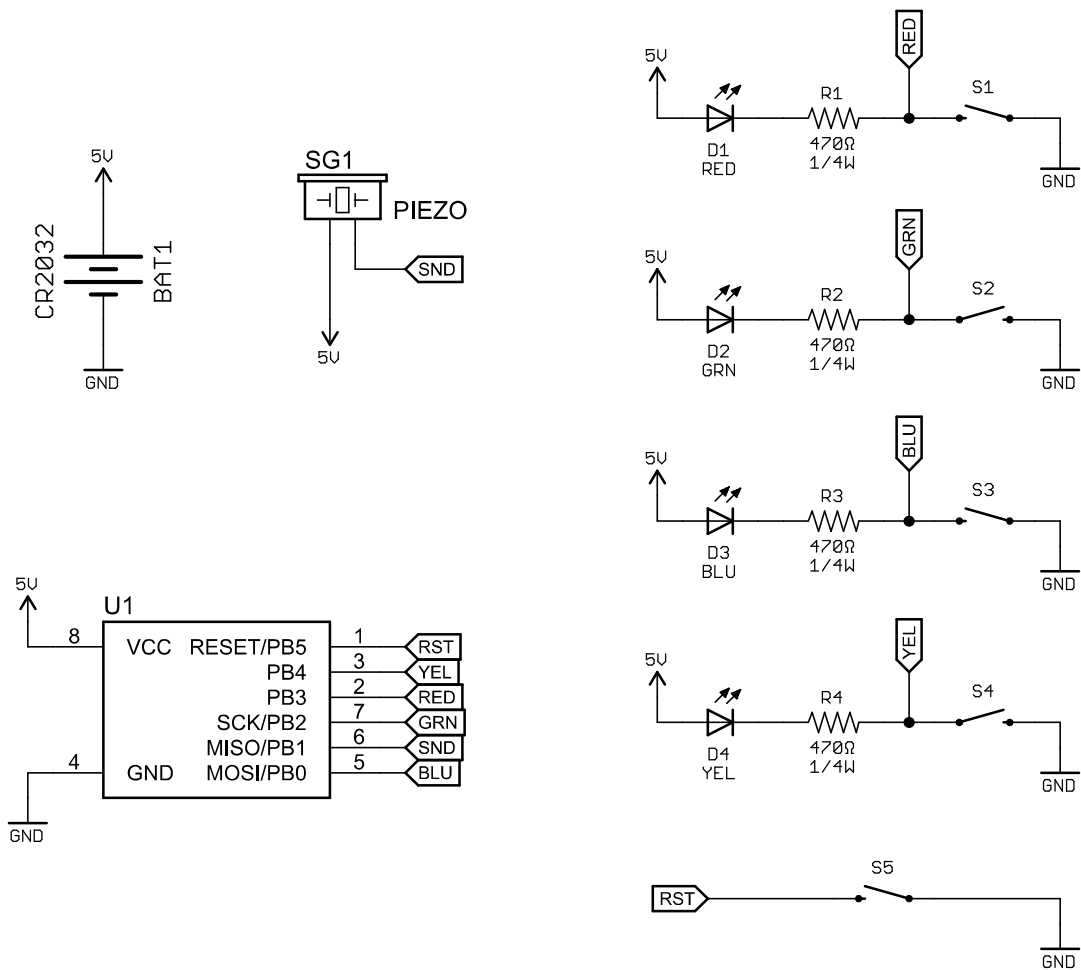 5V
CR2032
BAT1
GND
SG1
PIEZO
SND
5V
5V
U1
8 VCC RESET/PB5 1 RST
PB4 3 YEL
PB3 2 RED
SCK/PB2 7 GRN
MISO/PB1 6 SND
4 GND MOSI/PB0 5 BLU
GND
RED
5V
R1
S1
D1
RED
470Ω
1/4W
GND
GRN
5V
R2
S2
D2
GRN
470Ω
1/4W
GND
BLU
5V
R3
S3
D3
BLU
470Ω
1/4W
GND
YEL
5V
R4
S4
D4
YEL
470Ω
1/4W
GND
S5
RST
GND